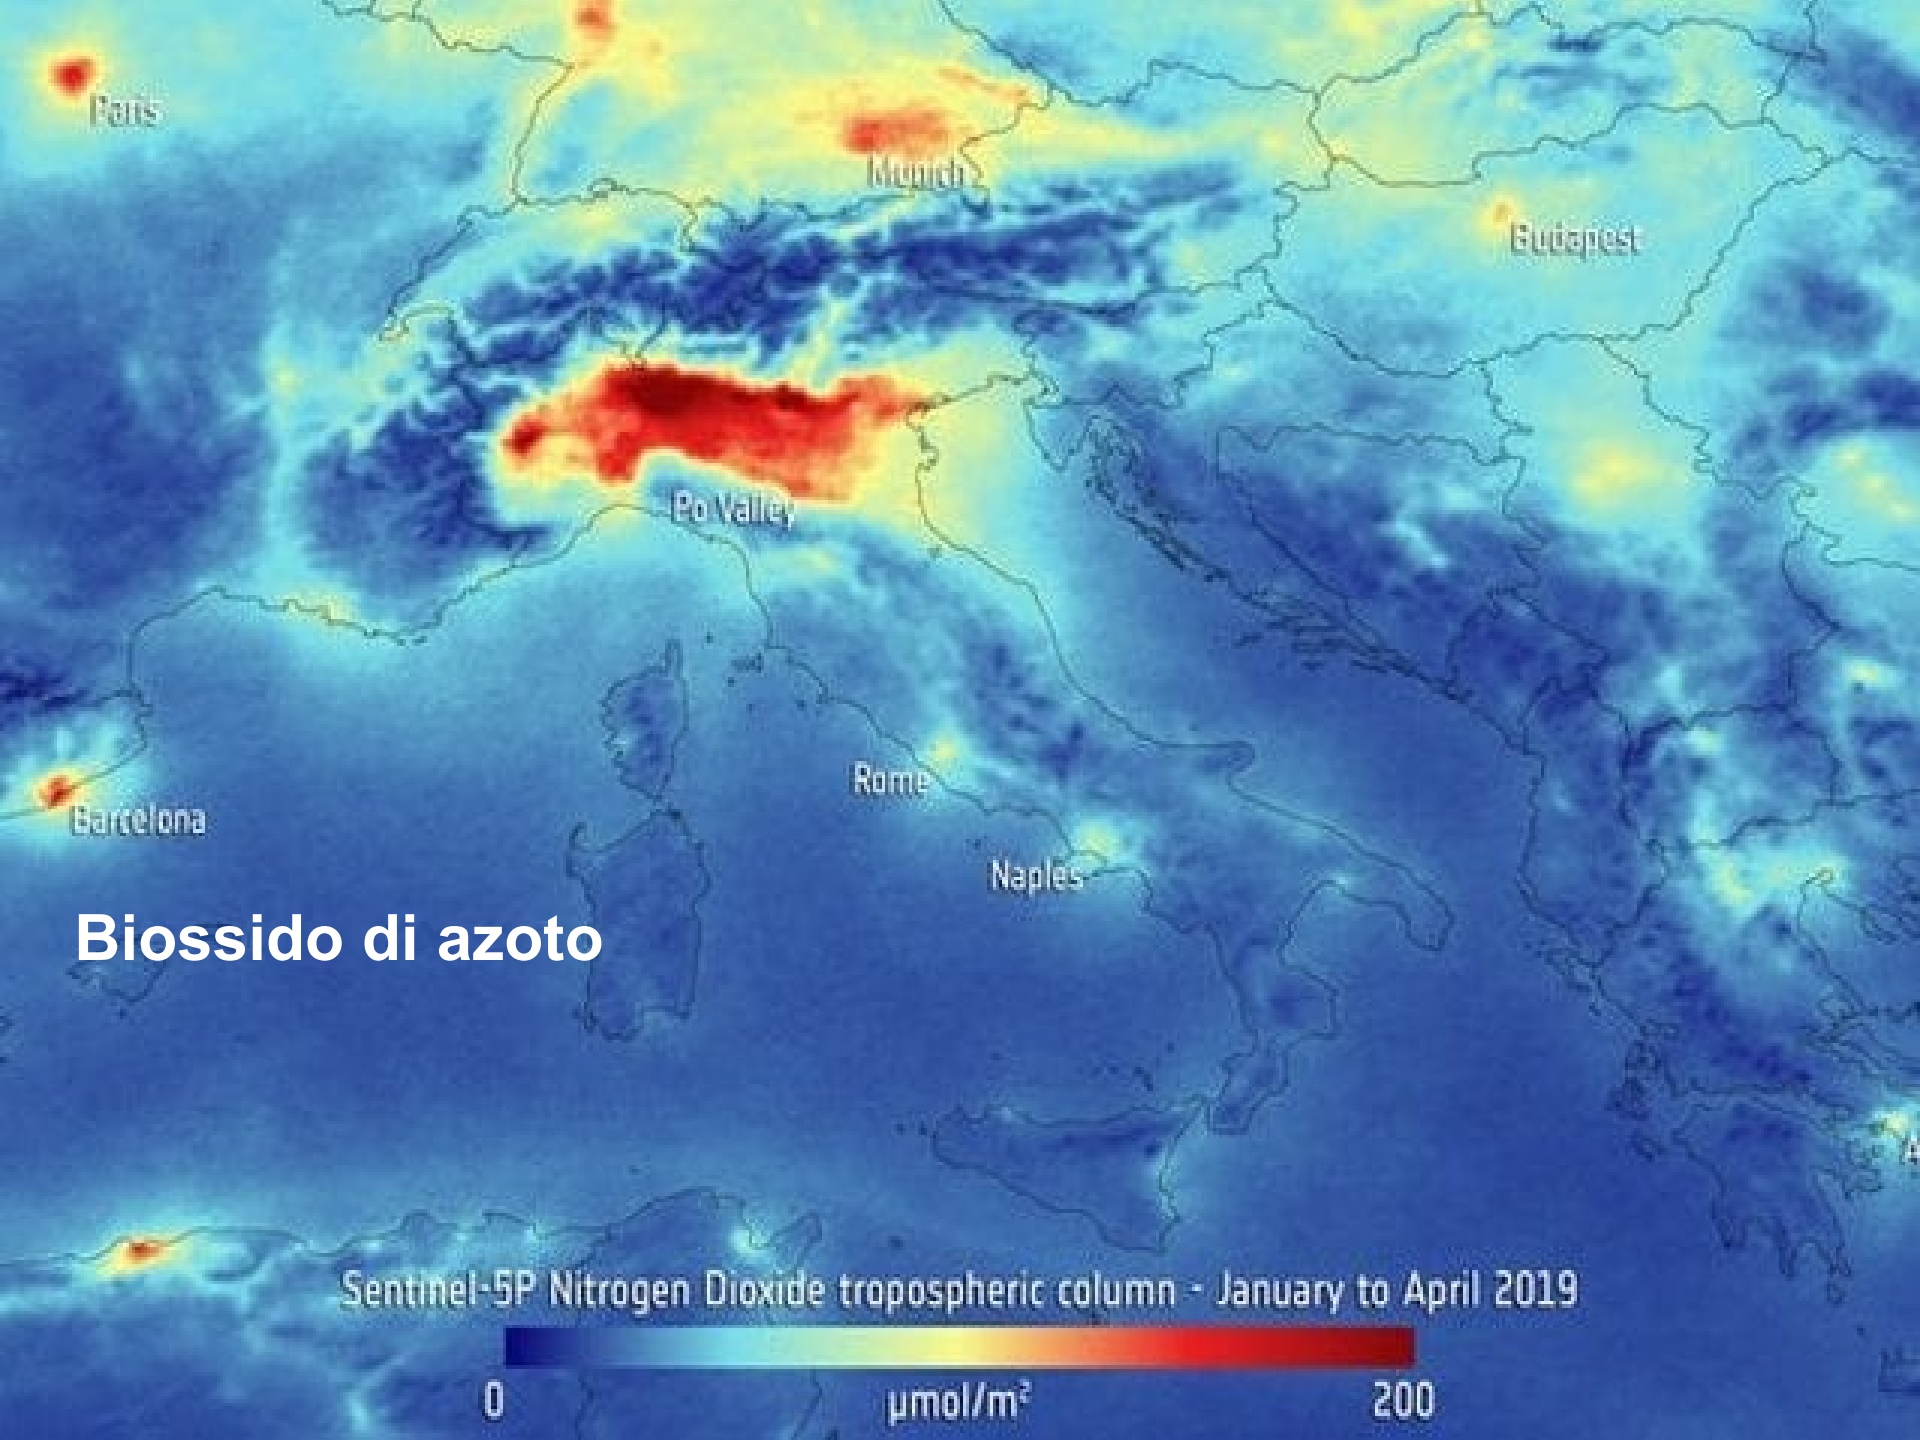 Paris
Munich
Budapest
Po Valley
Rome
Barcelona
Naples
Biossido di azoto
Sentinel-5P Nitrogen Dioxide tropospheric column - January to April 2019
0 µmol/m² 200